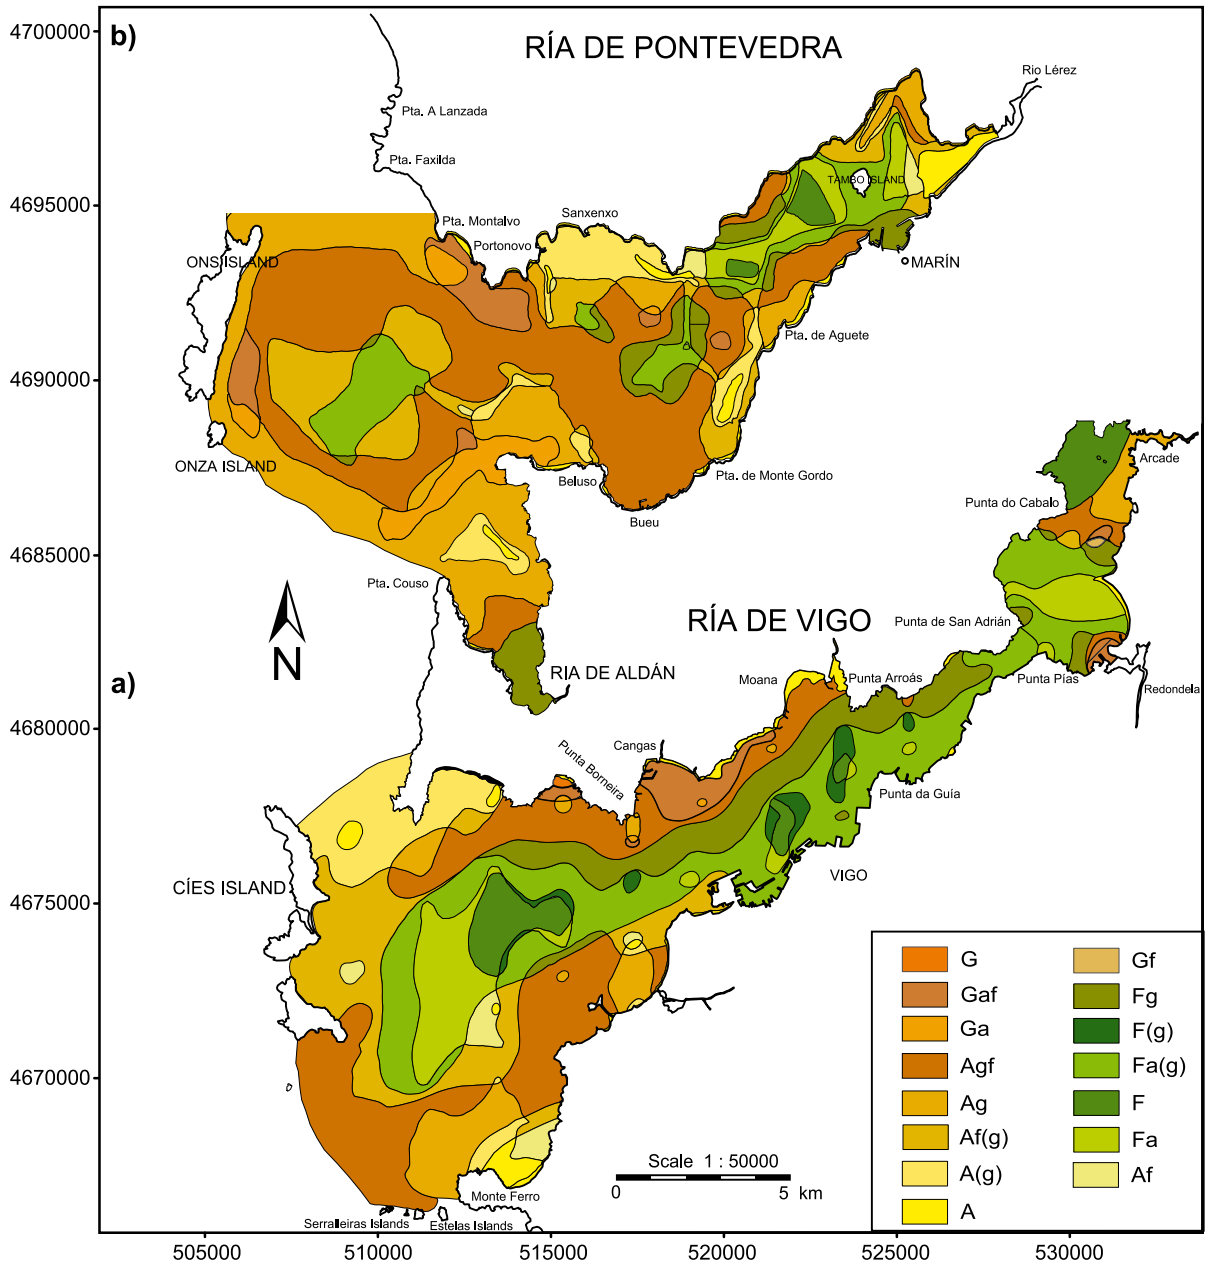 4700000
b)
RÍA DE PONTEVEDRA
Rio Lérez
Pta. A Lanzada
Pta. Faxilda
TAMBO ISLAND
4695000
Pta. Montalvo
Sanxenxo
Portonovo
ONS ISLAND
MARÍN
Pta. de Aguete
4690000
ONZA ISLAND
Beluso
Pta. de Monte Gordo
Bueu
Arcade
Punta do Cabalo
4685000
Pta. Couso
N
RÍA DE VIGO
Punta de San Adrián
a)
RIA DE ALDÁN
Moana
Punta Arroás
Punta Pías
Redondela
4680000
Cangas
Punta Borneira
Punta da Guía
CÍES ISLAND
VIGO
4675000
4670000
Scale 1 : 50000
0 5 km
Monte Ferro
Serralleiras Islands
Estelas Islands
G
Gaf
Ga
Agf
Ag
Af(g)
A(g)
A
Gf
Fg
F(g)
Fa(g)
F
Fa
Af
505000 510000 515000 520000 525000 530000